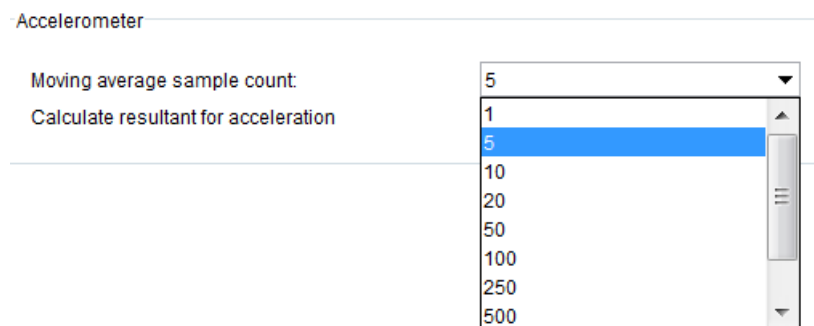 Accelerometer
Moving average sample count: 5
Calculate resultant for acceleration
1
5
10
20
50
100
250
500